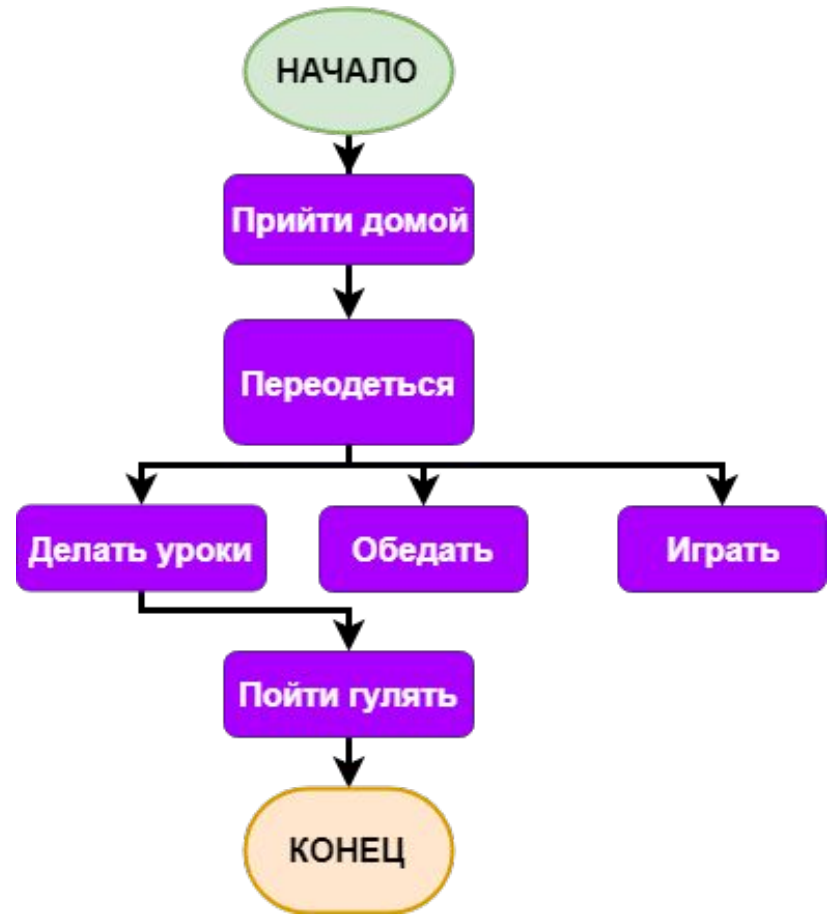 НАЧАЛО
Прийти домой
Переодеться
Делать уроки
Обедать
Играть
Пойти гулять
КОНЕЦ